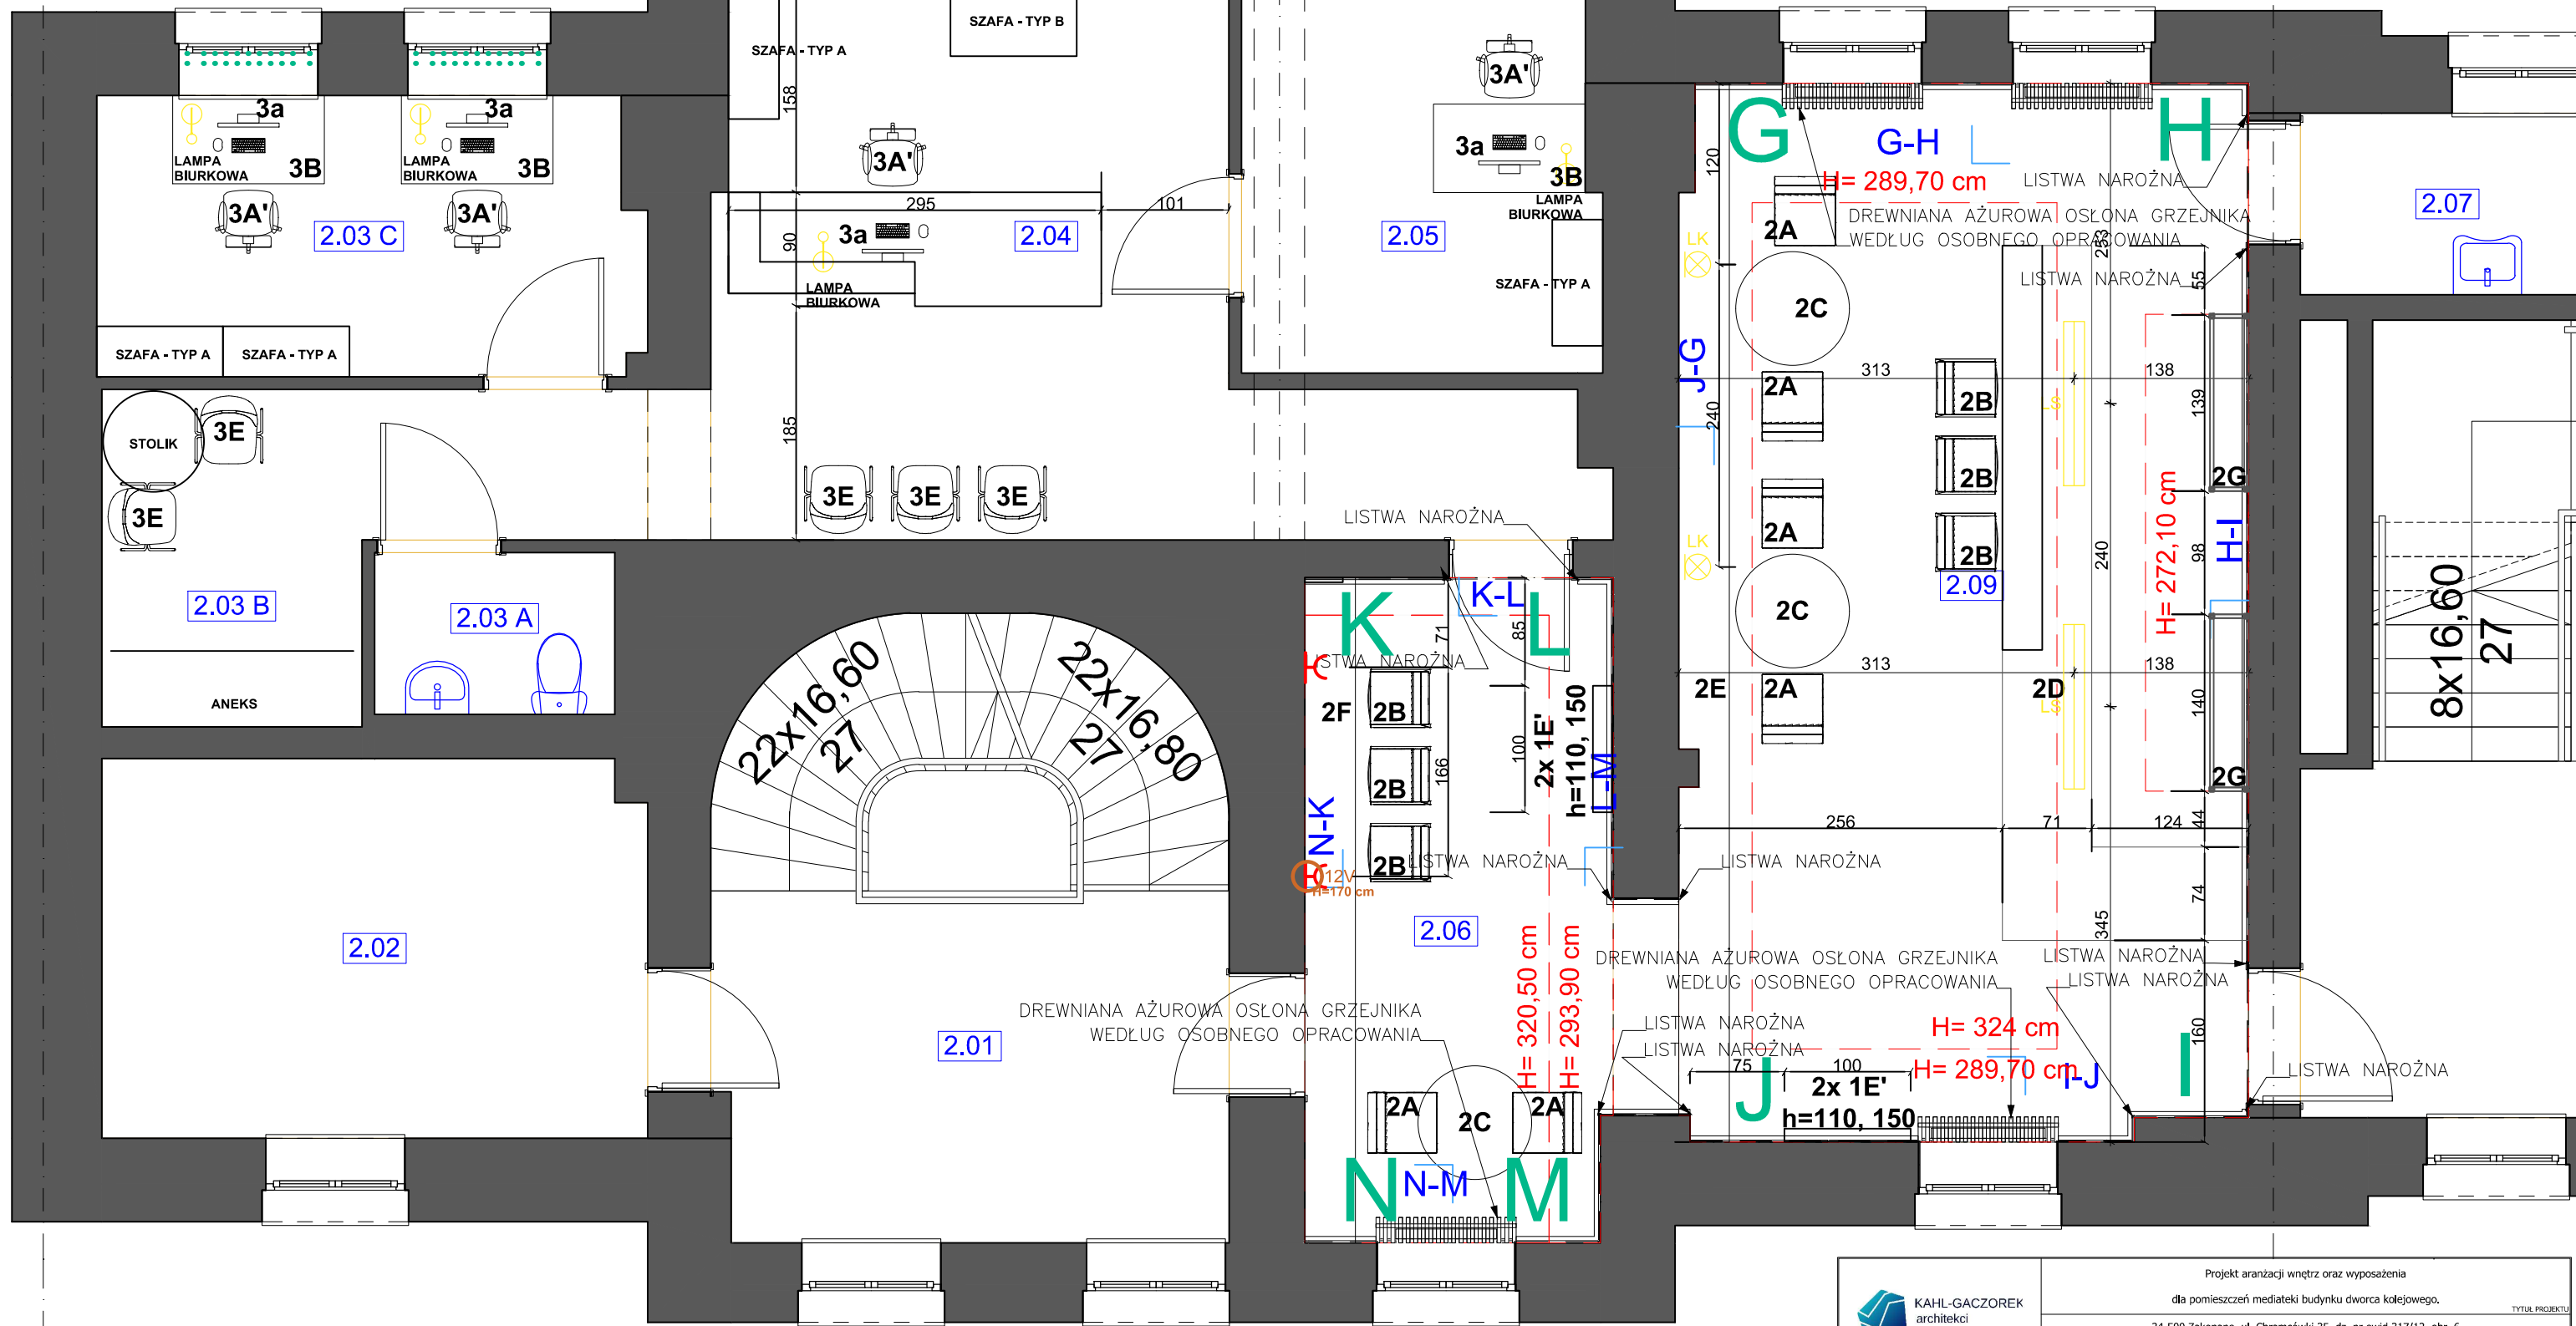 SZAFA - TYP B
SZAFA - TYP A
158
3a
3a
LAMPA
BIURKOWA
3B
LAMPA
BIURKOWA
3B
3A'
3A'
2.03 C
SZAFA - TYP A
SZAFA - TYP A
3A'
295
101
90
3a
2.04
LAMPA
BIURKOWA
185
3A'
3a
3B
LAMPA
BIURKOWA
2.05
SZAFA - TYP A
STOLIK
3E
3E
3E
3E
3E
2.03 B
ANEKS
2.03 A
2.02
22x16,60
27
22x16,80
27
2.01
DREWNIANA AŻUROWA OSŁONA GRZEJNIKA
WEDŁUG OSOBNEGO OPRACOWANIA
LISTWA NAROŻNA
K
K-L
L
71
85
LISTWA NAROŻNA
K
2F
2B
2B
2B
166
100
2x 1E'
h=110, 150
L-M
N-K
K
12V
H=170 cm
LISTWA NAROŻNA
LISTWA NAROŻNA
2.06
H= 320,50 cm
H= 293,90 cm
2A
2C
2A
N
N-M
M
G
G-H
H
120
H= 289,70 cm
LISTWA NAROŻNA
DREWNIANA AŻUROWA OSŁONA GRZEJNIKA
WEDŁUG OSOBNEGO OPRACOWANIA
253
2A
LK
LISTWA NAROŻNA
55
2C
J-G
313
138
2A
2B
LS
139
240
2B
2G
2A
240
H= 272,10 cm
98
H-I
LK
2B
2.09
2C
313
138
2E
2A
2D
LS
140
2G
256
71
124
44
74
345
DREWNIANA AŻUROWA OSŁONA GRZEJNIKA
WEDŁUG OSOBNEGO OPRACOWANIA
LISTWA NAROŻNA
LISTWA NAROŻNA
LISTWA NAROŻNA
LISTWA NAROŻNA
H= 324 cm
160
75
100
H= 289,70 cm
I-J
I
J
2x 1E'
h=110, 150
LISTWA NAROŻNA
2.07
8x16,60
27
KAHL-GACZOREK
architekci
Projekt aranżacji wnętrz oraz wyposażenia
dla pomieszczeń mediateki budynku dworca kolejowego.
TYTUŁ PROJEKTU